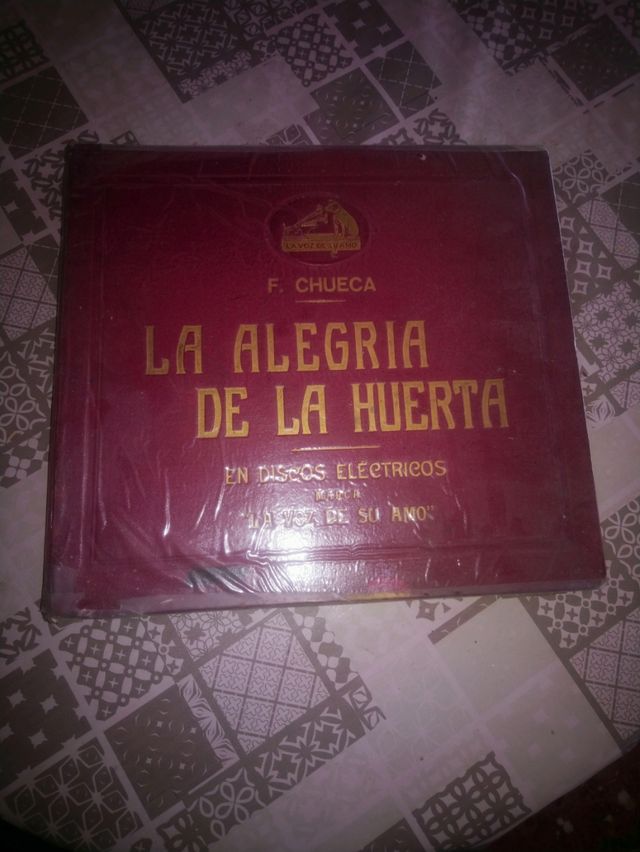 LA VOZ DE SU AMO
F. CHUECA
LA ALEGRIA
DE LA HUERTA
EN DISCOS ELÉCTRICOS
MARCA
"LA VOZ DE SU AMO"